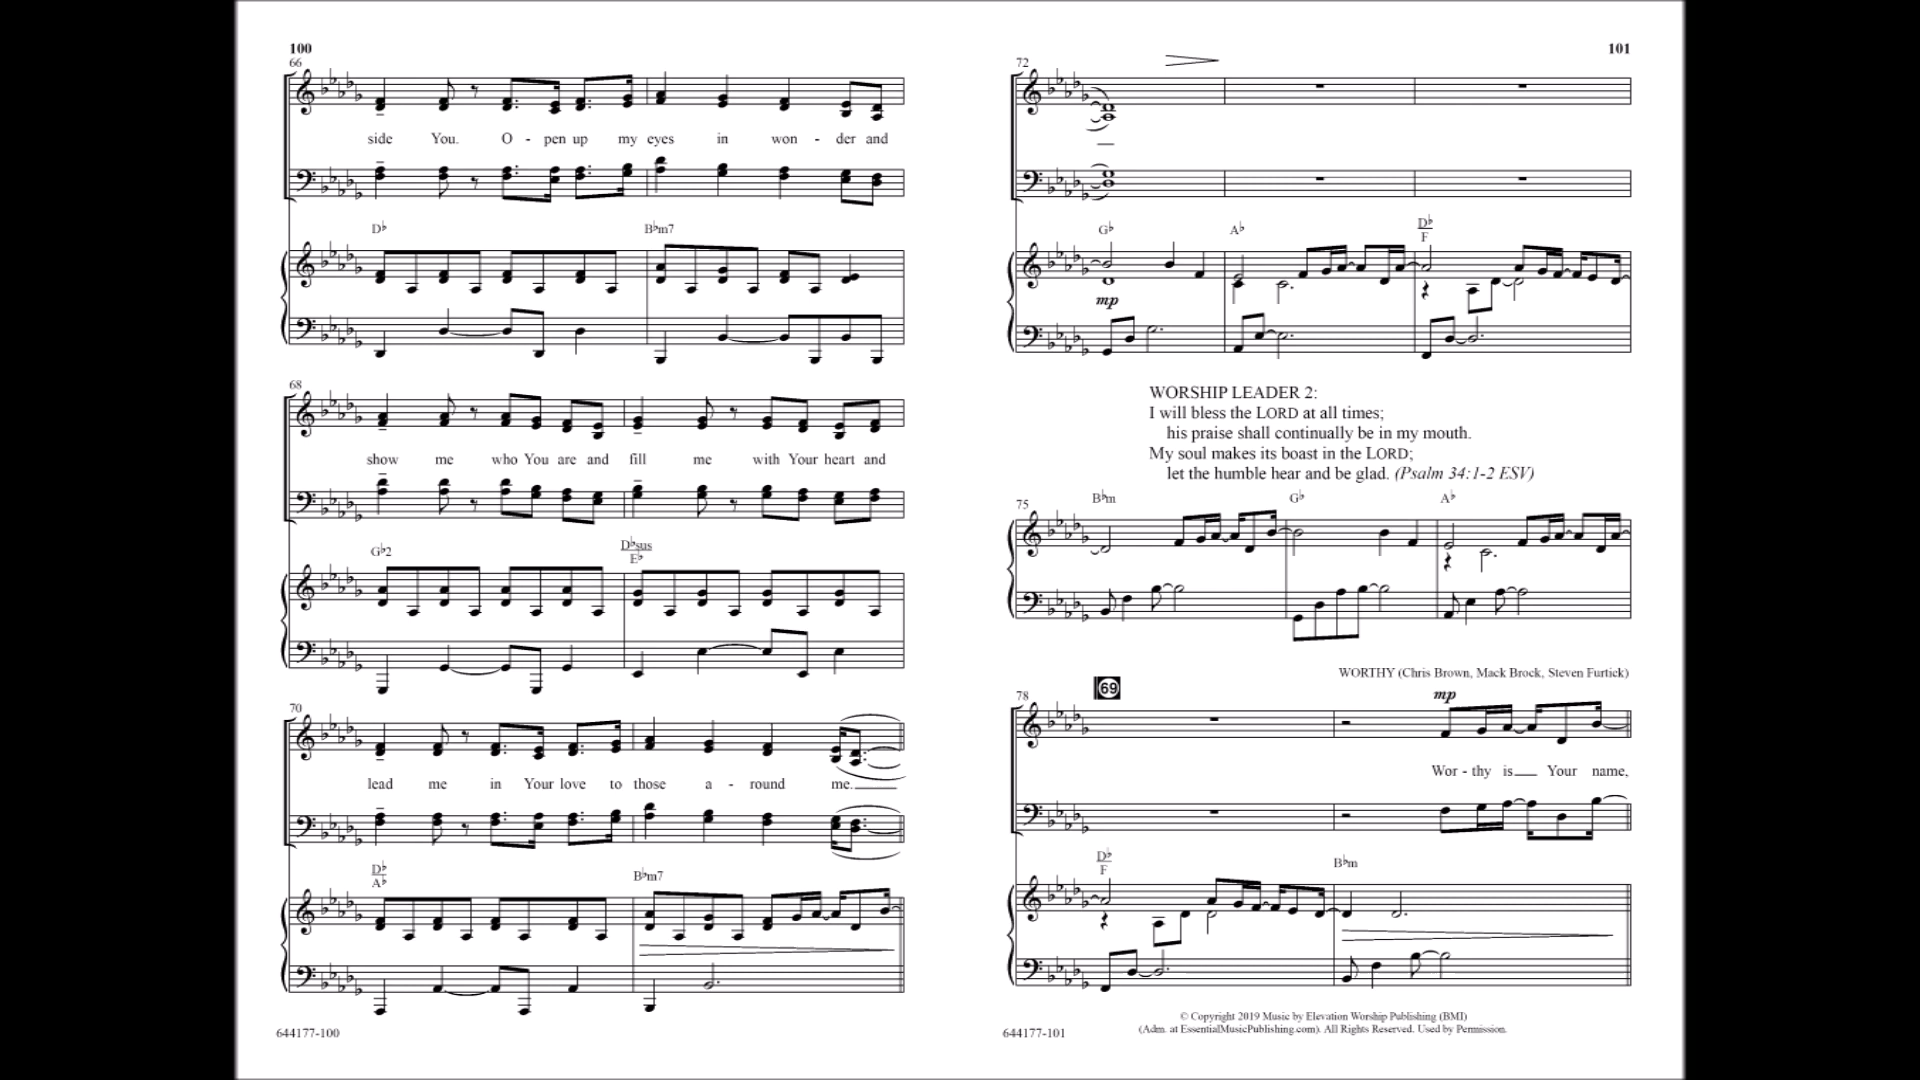 100
66
side You. O - pen up my eyes in won - der and
D♭ B♭m7
68
show me who You are and fill me with Your heart and
G♭2 D♭sus
E♭
70
lead me in Your love to those a - round me.
D♭
A♭
B♭m7
644177-100
101
72
G♭ A♭ D♭
F
mp
WORSHIP LEADER 2:
I will bless the LORD at all times;
his praise shall continually be in my mouth.
My soul makes its boast in the LORD;
let the humble hear and be glad. (Psalm 34:1-2 ESV)
75
B♭m G♭ A♭
WORTHY (Chris Brown, Mack Brock, Steven Furtick)
69
78
mp
Wor - thy is Your name,
D♭
F
B♭m
© Copyright 2019 Music by Elevation Worship Publishing (BMI)
(Adm. at EssentialMusicPublishing.com). All Rights Reserved. Used by Permission.
644177-101